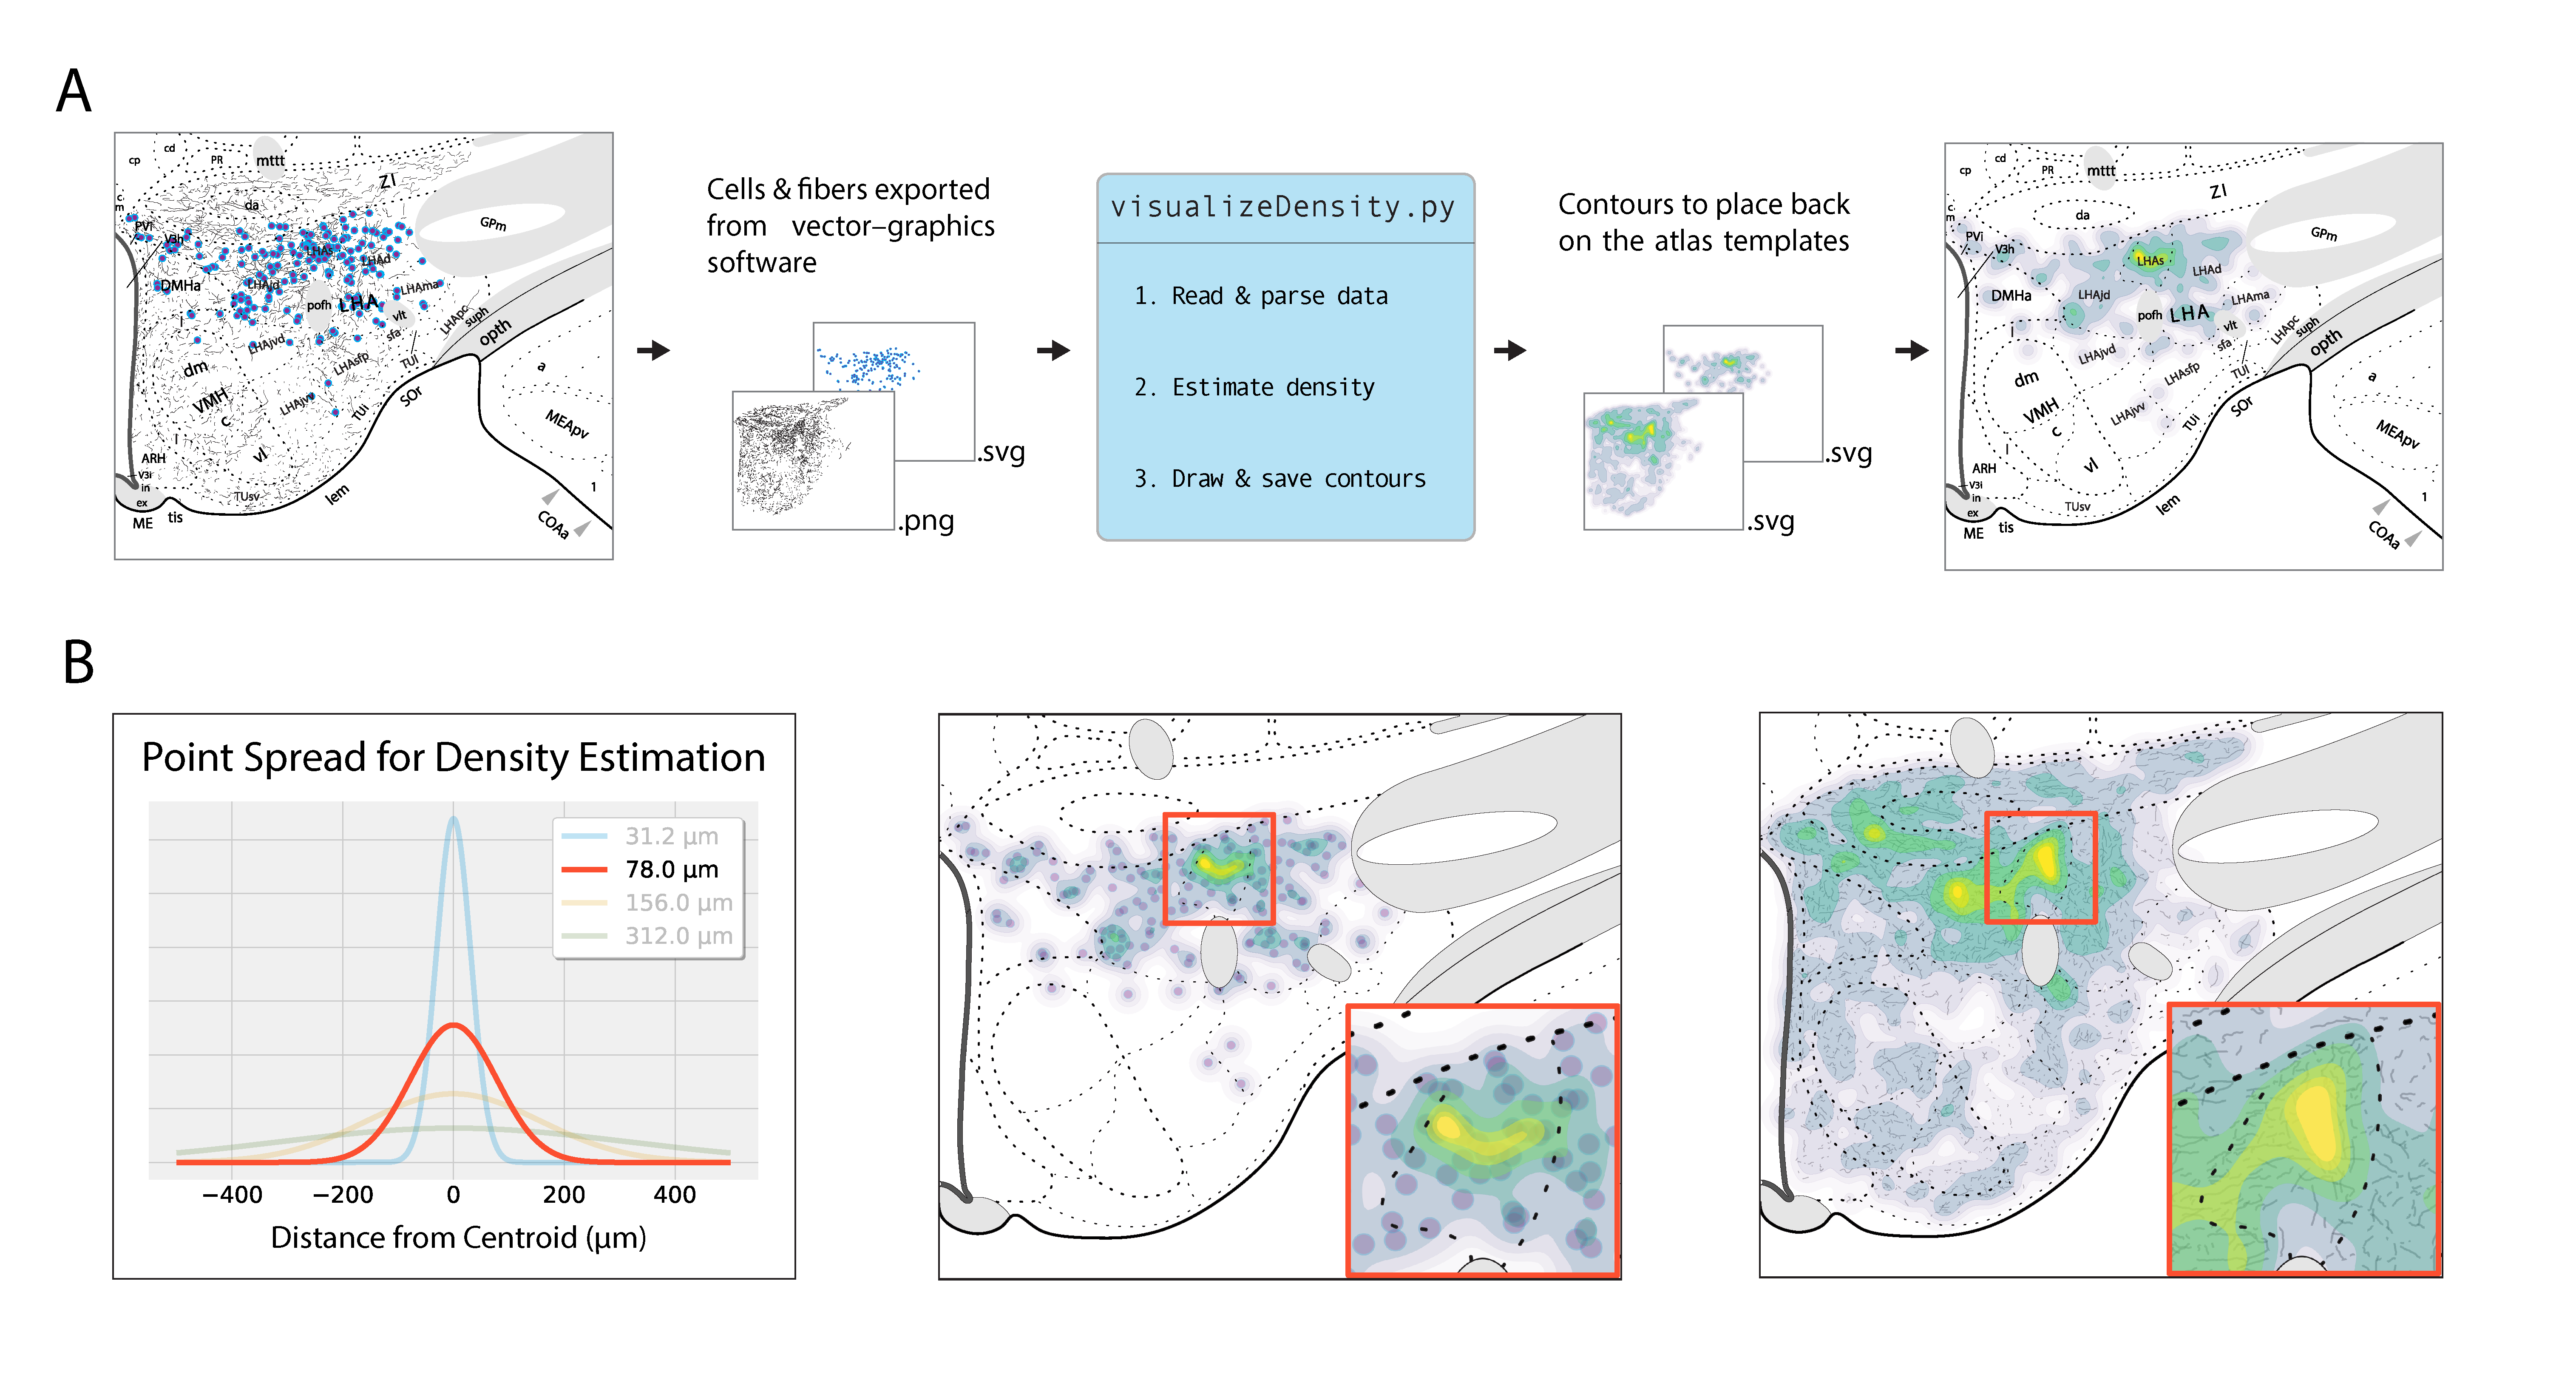 A
cp
cd
PR
mttt
ZI
c
m
da
GPm
PVi
V3h
LHAs
LHAd
DMHa
LHAjd
LHAma
pofh
LHA
l
vlt
LHApc
suph
sfa
opth
LHAjvd
LHAsfp
TUl
dm
a
VMH
LHAjvv
TUi
SOr
c
MEApv
l
ARH
vl
V3i
in
TUsv
lem
1
ex
ME
tis
COAa
Cells & fibers exported
from vector–graphics
software
.svg
.png
visualizeDensity.py
1. Read & parse data
2. Estimate density
3. Draw & save contours
Contours to place back
on the atlas templates
.svg
.svg
cp
cd
PR
mttt
ZI
c
m
da
GPm
PVi
V3h
LHAs
LHAd
DMHa
LHAjd
LHAma
pofh
LHA
l
vlt
LHApc
suph
sfa
opth
LHAjvd
LHAsfp
TUl
dm
a
VMH
LHAjvv
TUi
SOr
c
MEApv
l
ARH
vl
V3i
in
TUsv
lem
1
ex
ME
tis
COAa
B
Point Spread for Density Estimation
31.2 μm
78.0 μm
156.0 μm
312.0 μm
−400 −200 0 200 400
Distance from Centroid (μm)